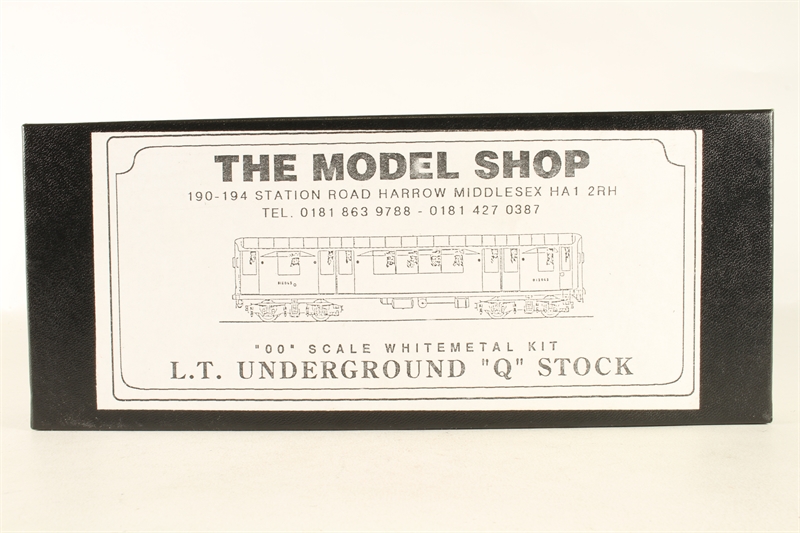 THE MODEL SHOP
190-194 STATION ROAD HARROW MIDDLESEX HA1 2RH
TEL. 0181 863 9788 - 0181 427 0387
"00" SCALE WHITEMETAL KIT
L.T. UNDERGROUND "Q" STOCK